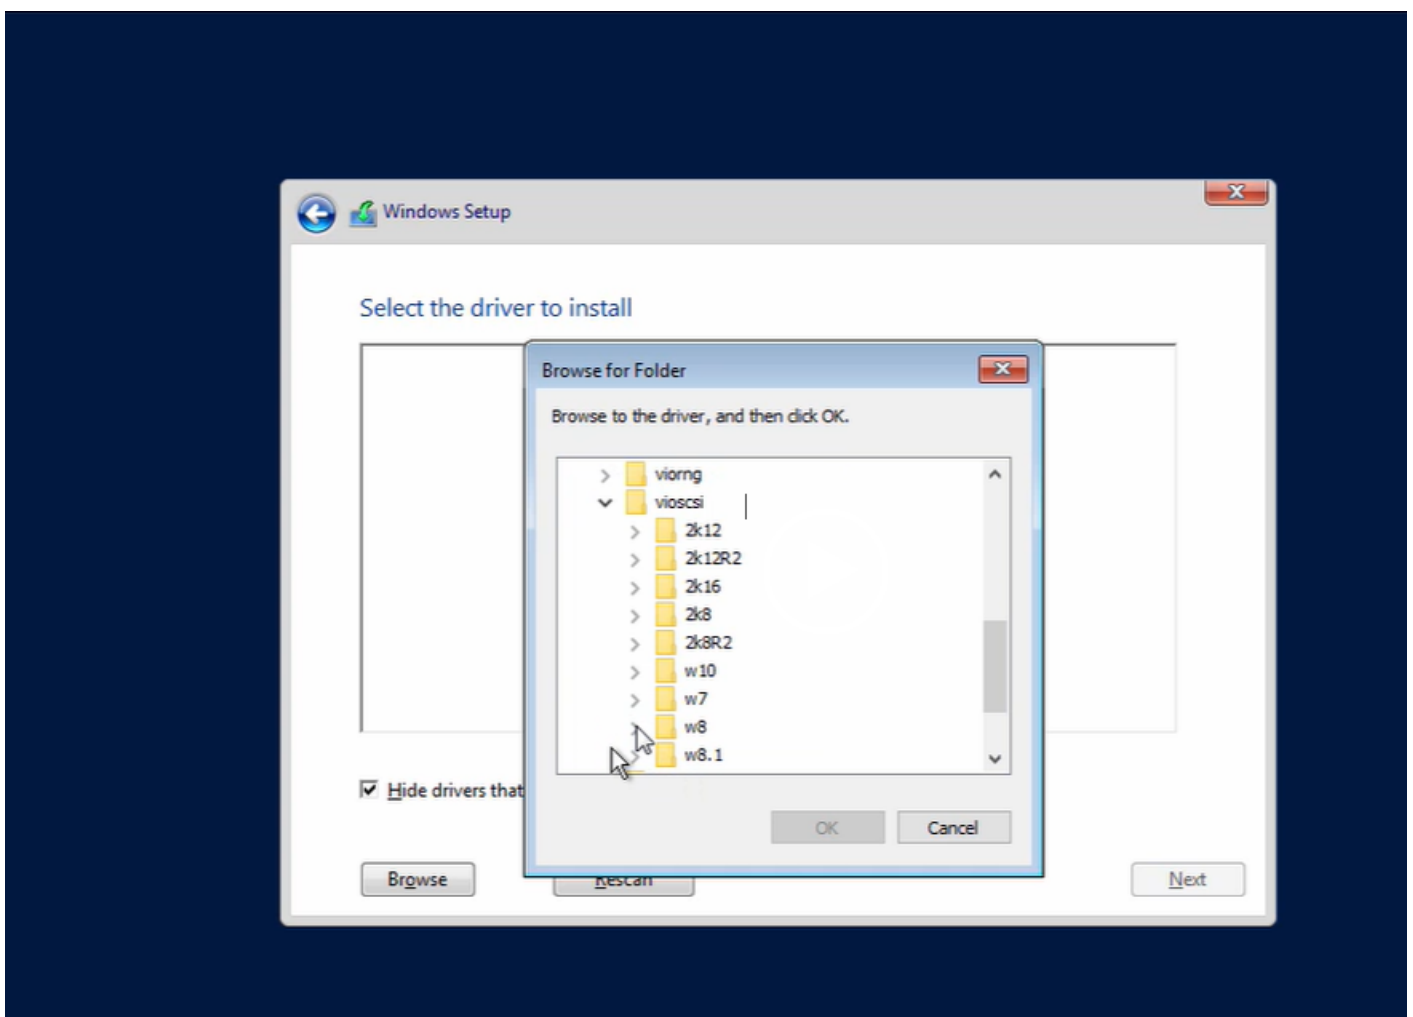 Windows Setup
Select the driver to install
Browse for Folder
Browse to the driver, and then click OK.
viorng
vioscsi
2k12
2k12R2
2k16
2k8
2k8R2
w10
w7
w8
w8.1
Hide drivers that
OK
Cancel
Browse
Rescan
Next